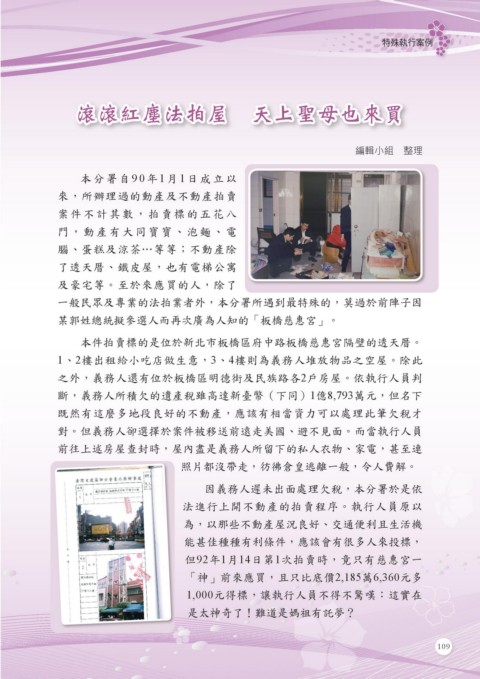 特殊執行案例
滾滾紅塵法拍屋　天上聖母也來買
編輯小組　整理
本分署自90年1月1日成立以
來，所辦理過的動產及不動產拍賣
案件不計其數，拍賣標的五花八
門，動產有大同寶寶、泡麵、電
腦、蛋糕及涼茶…等等；不動產除
了透天厝、鐵皮屋，也有電梯公寓
及豪宅等。至於來應買的人，除了
一般民眾及專業的法拍業者外，本分署所遇到最特殊的，莫過於前陣子因
某郭姓總統擬參選人而再次廣為人知的「板橋慈惠宮」。
本件拍賣標的是位於新北市板橋區府中路板橋慈惠宮隔壁的透天厝。
1、2樓出租給小吃店做生意，3、4樓則為義務人堆放物品之空屋。除此
之外，義務人還有位於板橋區明德街及民族路各2戶房屋。依執行人員判
斷，義務人所積欠的遺產稅雖高達新臺幣（下同）1億8,793萬元，但名下
既然有這麼多地段良好的不動產，應該有相當資力可以處理此筆欠稅才
對。但義務人卻選擇於案件被移送前遠走美國、避不見面。而當執行人員
前往上述房屋查封時，屋內盡是義務人所留下的私人衣物、家電，甚至連
照片都沒帶走，彷彿倉皇逃離一般，令人費解。
因義務人遲未出面處理欠稅，本分署於是依
法進行上開不動產的拍賣程序。執行人員原以
為，以那些不動產屋況良好、交通便利且生活機
能甚佳種種有利條件，應該會有很多人來投標，
但92年1月14日第1次拍賣時，竟只有慈惠宮一
「神」前來應買，且只比底價2,185萬6,360元多
1,000元得標，讓執行人員不得不驚嘆：這實在
是太神奇了！難道是媽祖有託夢？
109